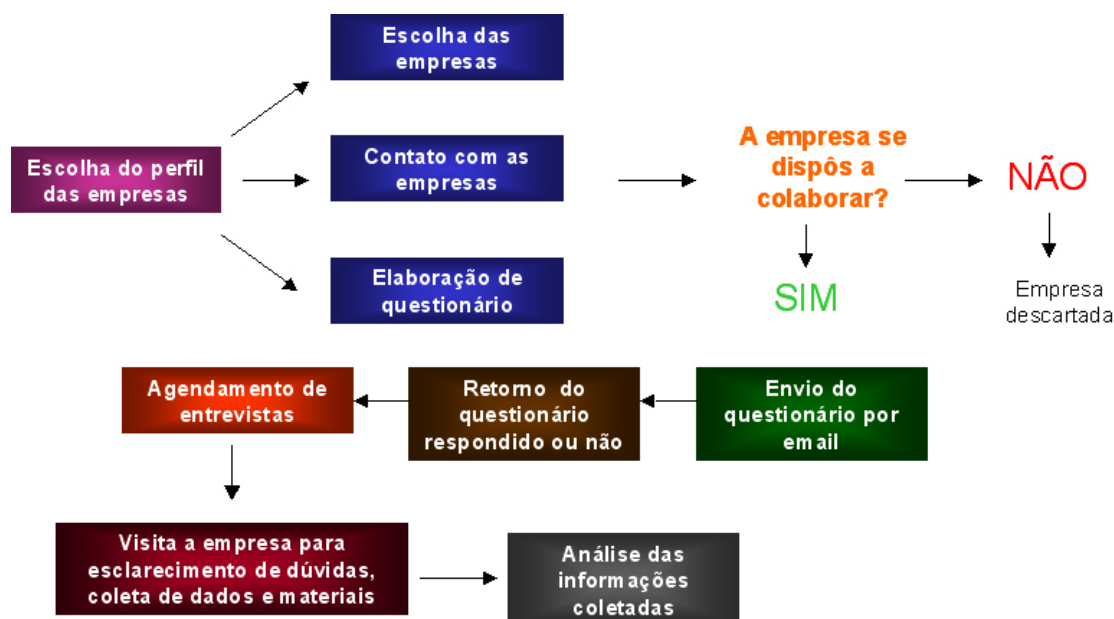 Escolha das
empresas
Escolha do perfil
das empresas
Contato com as
empresas
A empresa se
dispôs a
colaborar?
NÃO
Elaboração de
questionário
SIM
Empresa
descartada
Agendamento de
entrevistas
Retorno do
questionário
respondido ou não
Envio do
questionário por
email
Visita a empresa para
esclarecimento de dúvidas,
coleta de dados e materiais
Análise das
informações
coletadas